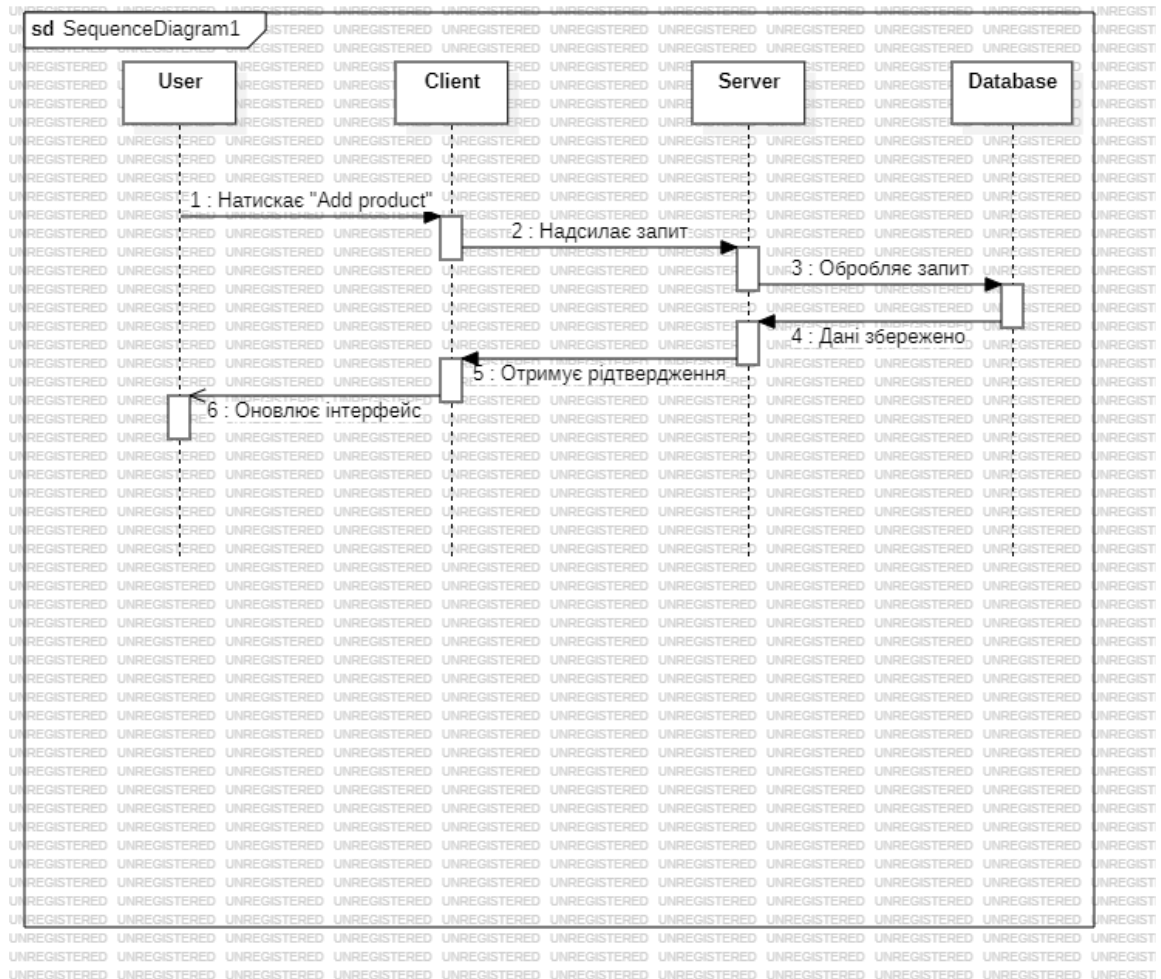 sd SequenceDiagram1
User Client Server Database
1 : Натискає "Add product"
2 : Надсилає запит
3 : Обробляє запит
4 : Дані збережено
5 : Отримує рідтвердження
6 : Оновлює інтерфейс
UNREGISTERED